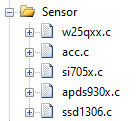 Sensor
w25qxx.c
acc.c
si705x.c
apds930x.c
ssd1306.c